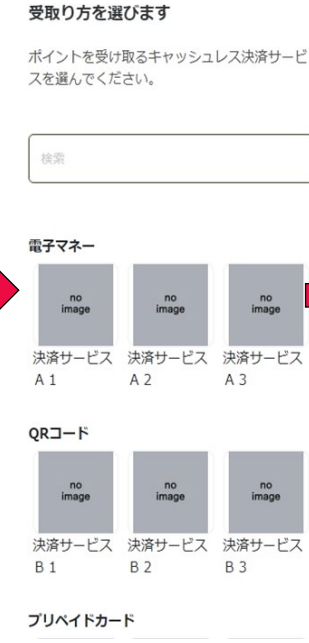 受取り方を選びます
ポイントを受け取るキャッシュレス決済サービ
スを選んでください。
検索
電子マネー
no image
no image
no image
決済サービス
A 1
決済サービス
A 2
決済サービス
A 3
QRコード
no image
no image
no image
決済サービス
B 1
決済サービス
B 2
決済サービス
B 3
プリペイドカード